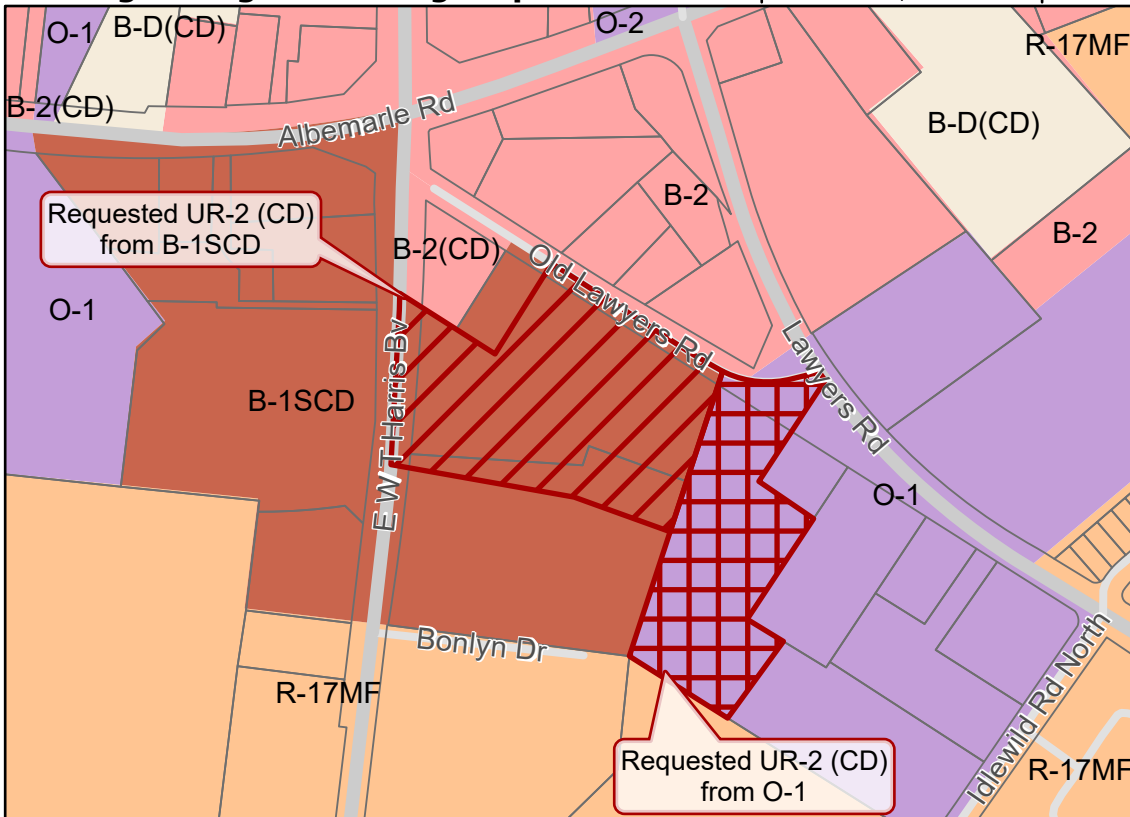 O-1
B-D(CD)
O-2
R-17MF
B-2(CD)
Albemarle Rd
B-D(CD)
Requested UR-2 (CD)
from B-1SCD
B-2
B-2(CD)
B-2
Old Lawyers Rd
O-1
Lawyers Rd
B-1SCD
E W T Harris Bv
O-1
Bonlyn Dr
R-17MF
Idlewild Rd North
Requested UR-2 (CD)
from O-1
R-17MF